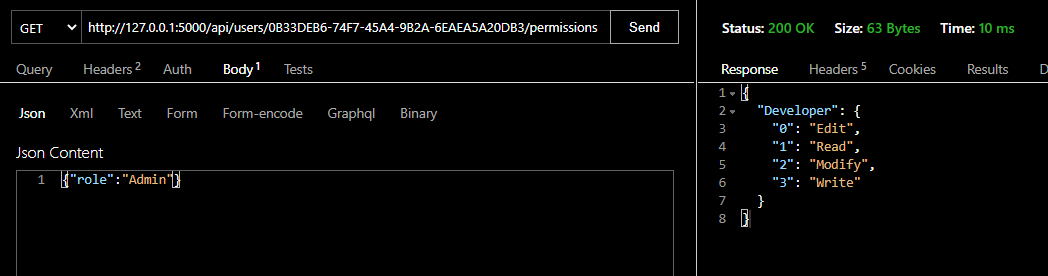 GET http://127.0.0.1:5000/api/users/0B33DEB6-74F7-45A4-9B2A-6EAEA5A20DB3/permissions Send
Query Headers 2 Auth Body 1 Tests
Json Xml Text Form Form-encode Graphql Binary
Json Content
1 {"role":"Admin"}
Status: 200 OK Size: 63 Bytes Time: 10 ms
Response Headers 5 Cookies Results D
1 {
2 "Developer": {
3 "0": "Edit",
4 "1": "Read",
5 "2": "Modify",
6 "3": "Write"
7 }
8 }